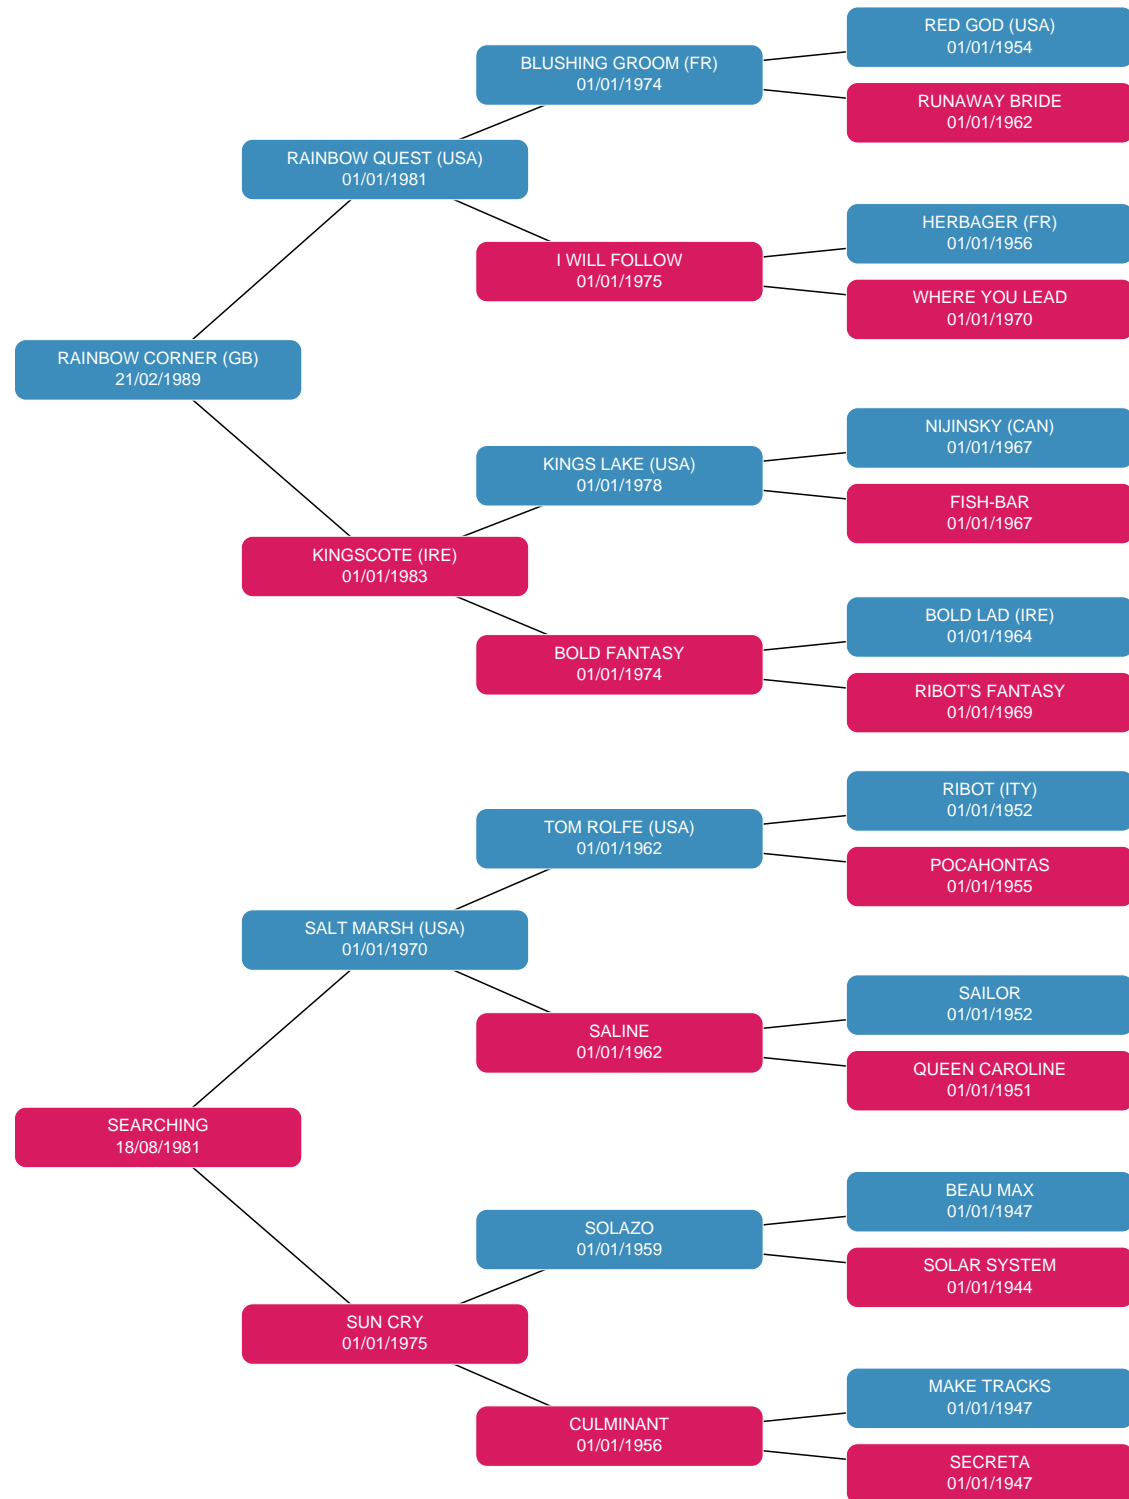 RED GOD (USA)
01/01/1954
BLUSHING GROOM (FR)
01/01/1974
RUNAWAY BRIDE
01/01/1962
RAINBOW QUEST (USA)
01/01/1981
HERBAGER (FR)
01/01/1956
I WILL FOLLOW
01/01/1975
WHERE YOU LEAD
01/01/1970
RAINBOW CORNER (GB)
21/02/1989
NIJINSKY (CAN)
01/01/1967
KINGS LAKE (USA)
01/01/1978
FISH-BAR
01/01/1967
KINGSCOTE (IRE)
01/01/1983
BOLD LAD (IRE)
01/01/1964
BOLD FANTASY
01/01/1974
RIBOT'S FANTASY
01/01/1969
RIBOT (ITY)
01/01/1952
TOM ROLFE (USA)
01/01/1962
POCAHONTAS
01/01/1955
SALT MARSH (USA)
01/01/1970
SAILOR
01/01/1952
SALINE
01/01/1962
QUEEN CAROLINE
01/01/1951
SEARCHING
18/08/1981
BEAU MAX
01/01/1947
SOLAZO
01/01/1959
SOLAR SYSTEM
01/01/1944
SUN CRY
01/01/1975
MAKE TRACKS
01/01/1947
CULMINANT
01/01/1956
SECRETA
01/01/1947